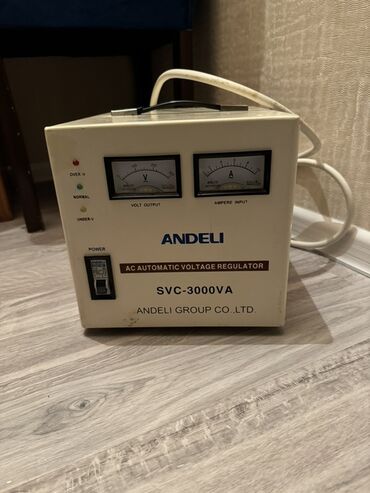 OVER-V
NORMAL
UNDER-V
V
VOLT OUTPUT
A
AMPERE INPUT
ANDELI
POWER
AC AUTOMATIC VOLTAGE REGULATOR
SVC-3000VA
ANDELI GROUP CO.,LTD.